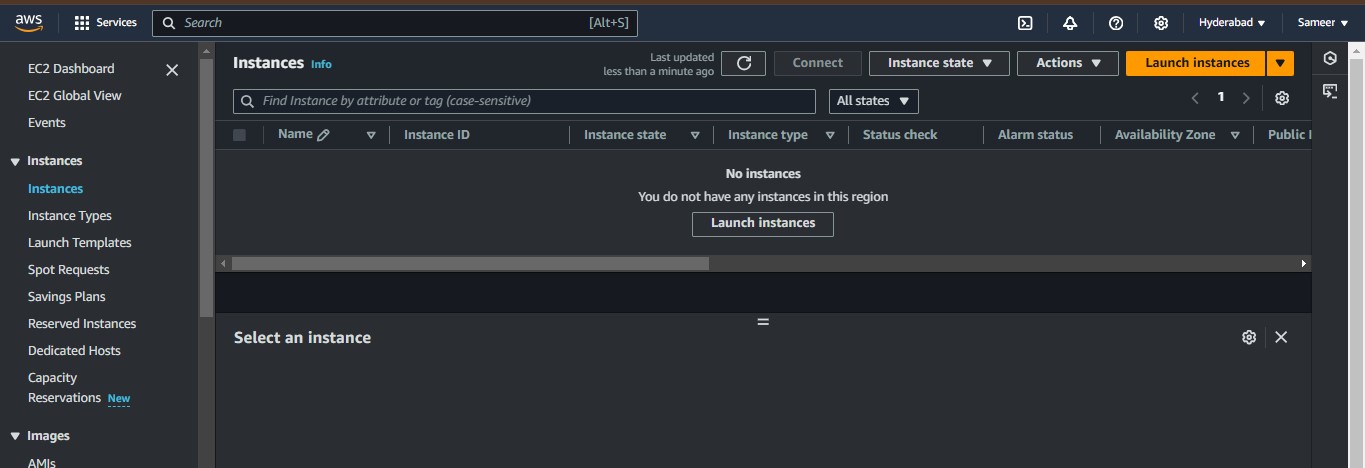 aws Services Search [Alt+S] Hyderabad Sameer
EC2 Dashboard
EC2 Global View
Events
Instances
Instances
Instance Types
Launch Templates
Spot Requests
Savings Plans
Reserved Instances
Dedicated Hosts
Capacity
Reservations New
Images
AMIs
Instances Info
Last updated
less than a minute ago
Connect Instance state Actions Launch instances
Find Instance by attribute or tag (case-sensitive) All states 1
Name Instance ID Instance state Instance type Status check Alarm status Availability Zone Public
No instances
You do not have any instances in this region
Launch instances
Select an instance